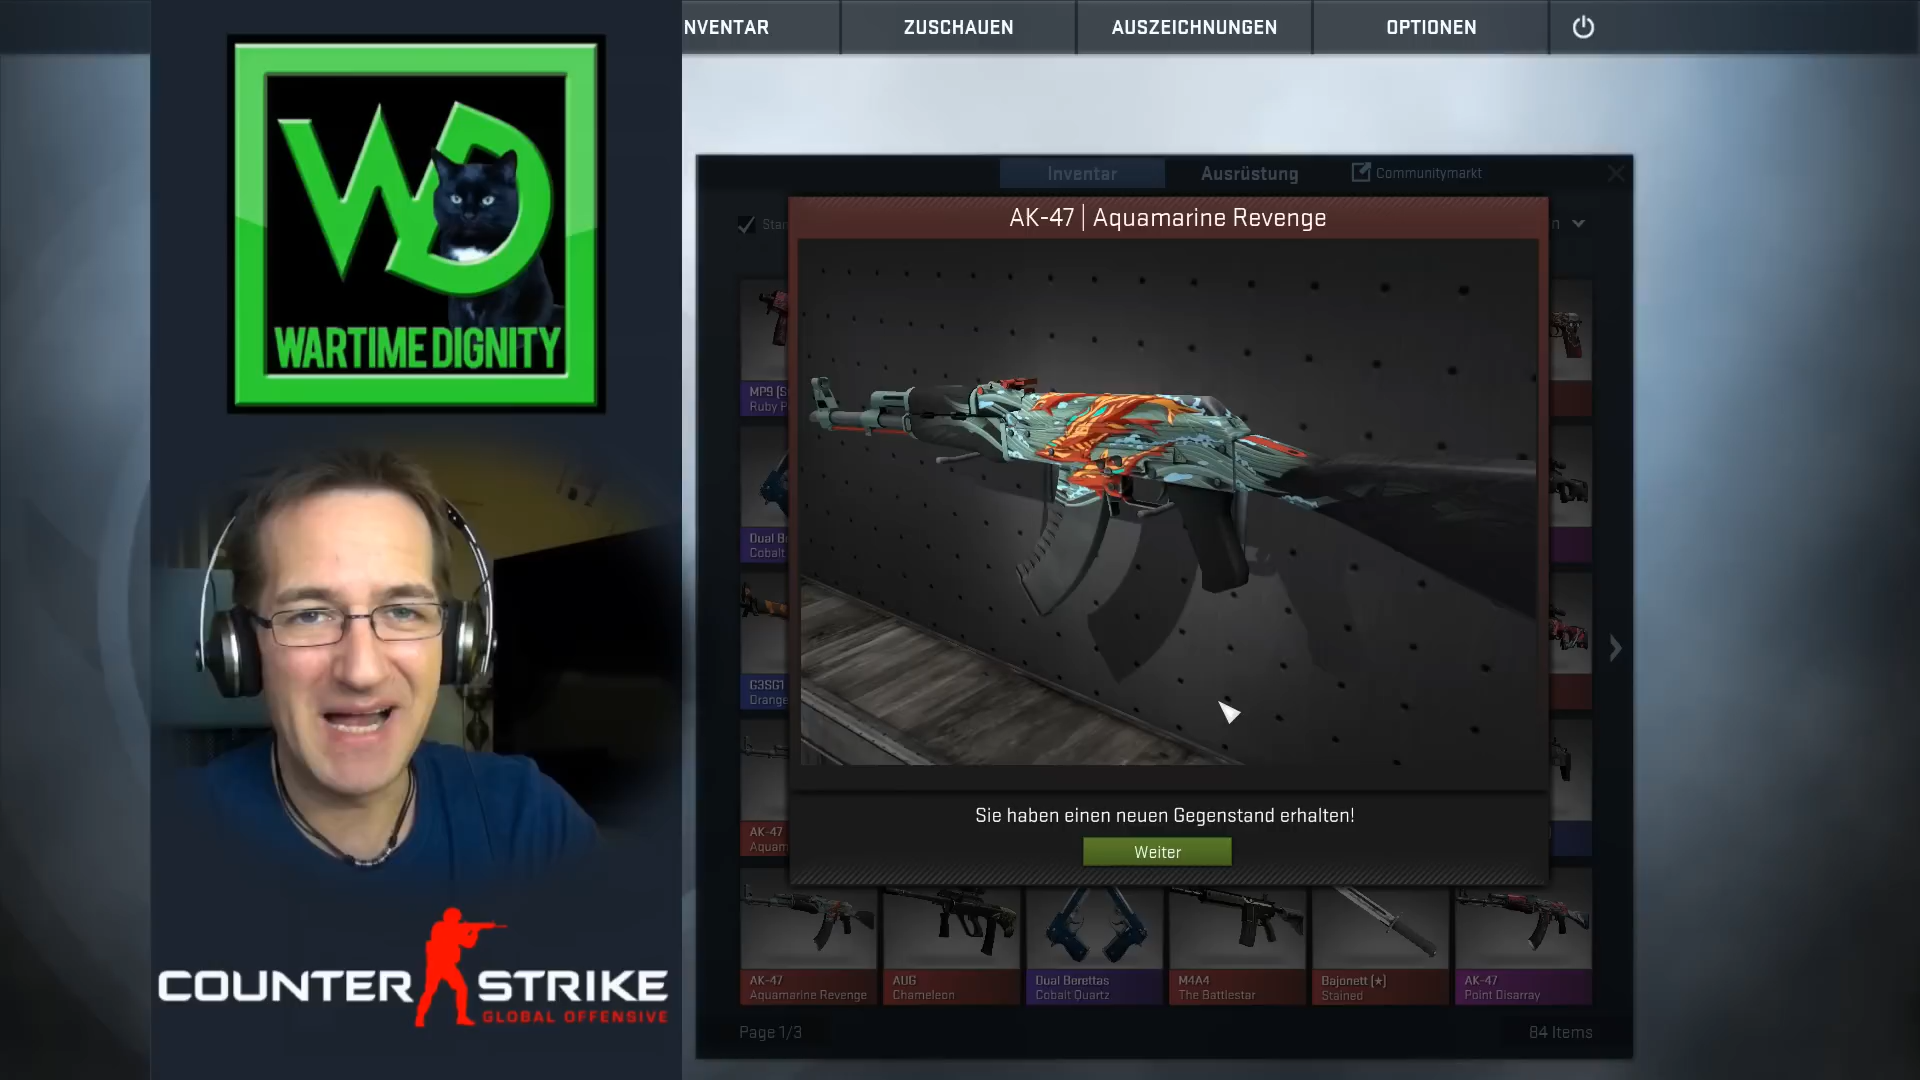 NVENTAR
ZUSCHAUEN
AUSZEICHNUNGEN
OPTIONEN
WD
WARTIME DIGNITY
Inventar
Ausrüstung
Communitymarkt
AK-47 | Aquamarine Revenge
MP9 (S
Ruby P
Dual B
Cobalt
G3SG1
Orange
AK-47
Aquam
Sie haben einen neuen Gegenstand erhalten!
Weiter
AK-47
Aquamarine Revenge
AUG
Chameleon
Dual Berettas
Cobalt Quartz
M4A4
The Battlestar
Bajonett (★)
Stained
AK-47
Point Disarray
Page 1/3
84 Items
COUNTER STRIKE
GLOBAL OFFENSIVE